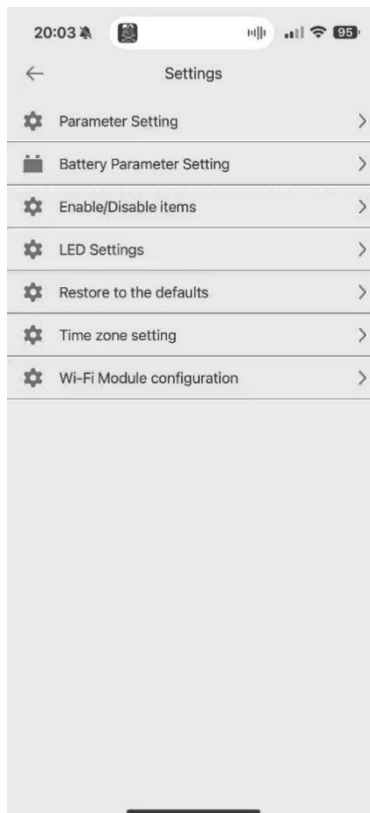 20:03
95
Settings
Parameter Setting
Battery Parameter Setting
Enable/Disable items
LED Settings
Restore to the defaults
Time zone setting
Wi-Fi Module configuration